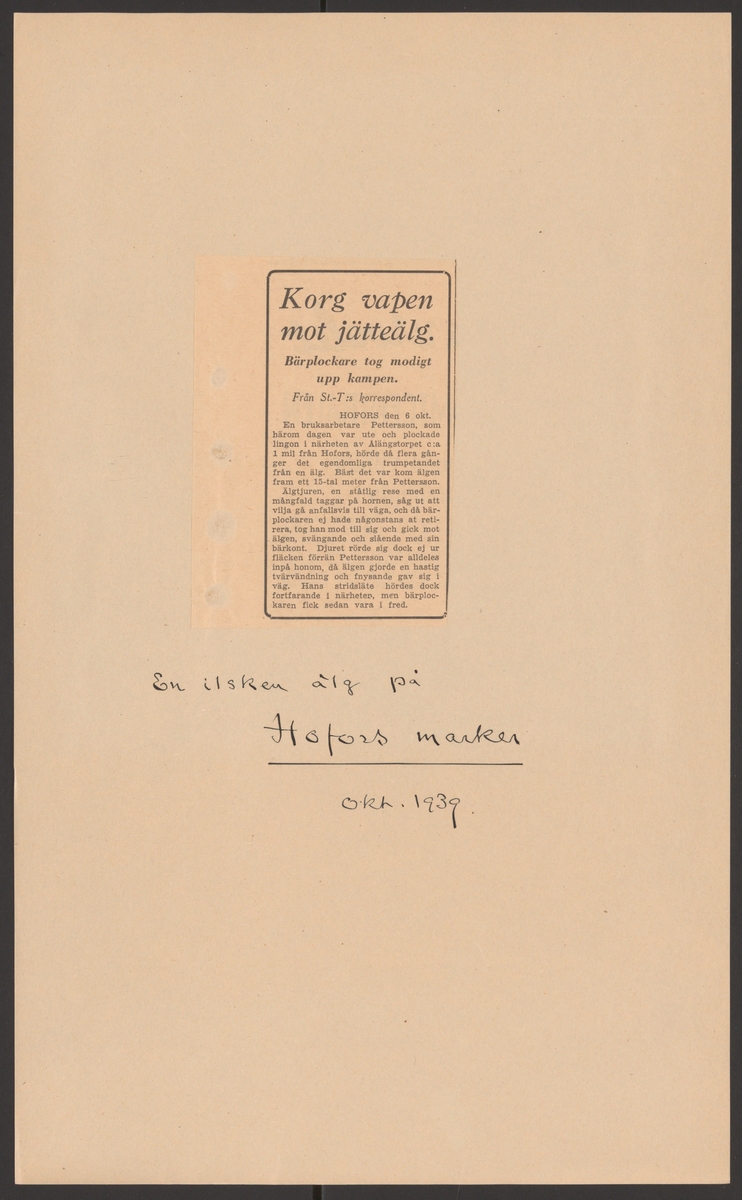 Korg vapen
mot jätteälg.
Bärplockare tog modigt
upp kampen.
Från St.-T:s korrespondent.
HOFORS den 6 okt.
En bruksarbetare Pettersson, som
härom dagen var ute och plockade
lingon i närheten av Ålängstorpet c:a
1 mil från Hofors, hörde då flera gån-
ger det egendomliga trumpetandet
från en älg. Bäst det var kom älgen
fram ett 15-tal meter från Pettersson.
Älgtjuren, en ståtlig rese med en
mångfald taggar på hornen, såg ut att
vilja gå anfallsvis till väga, och då bär-
plockaren ej hade någonstans at reti-
rera, tog han mod till sig och gick mot
älgen, svängande och slående med sin
bärkont. Djuret rörde sig dock ej ur
fläcken förrän Pettersson var alldeles
inpå honom, då älgen gjorde en hastig
tvärvändning och fnysande gav sig i
väg. Hans stridsläte hördes dock
fortfarande i närheten, men bärploc-
karen fick sedan vara i fred.
En ilsken älg på
Hofors marker
okt. 1939.